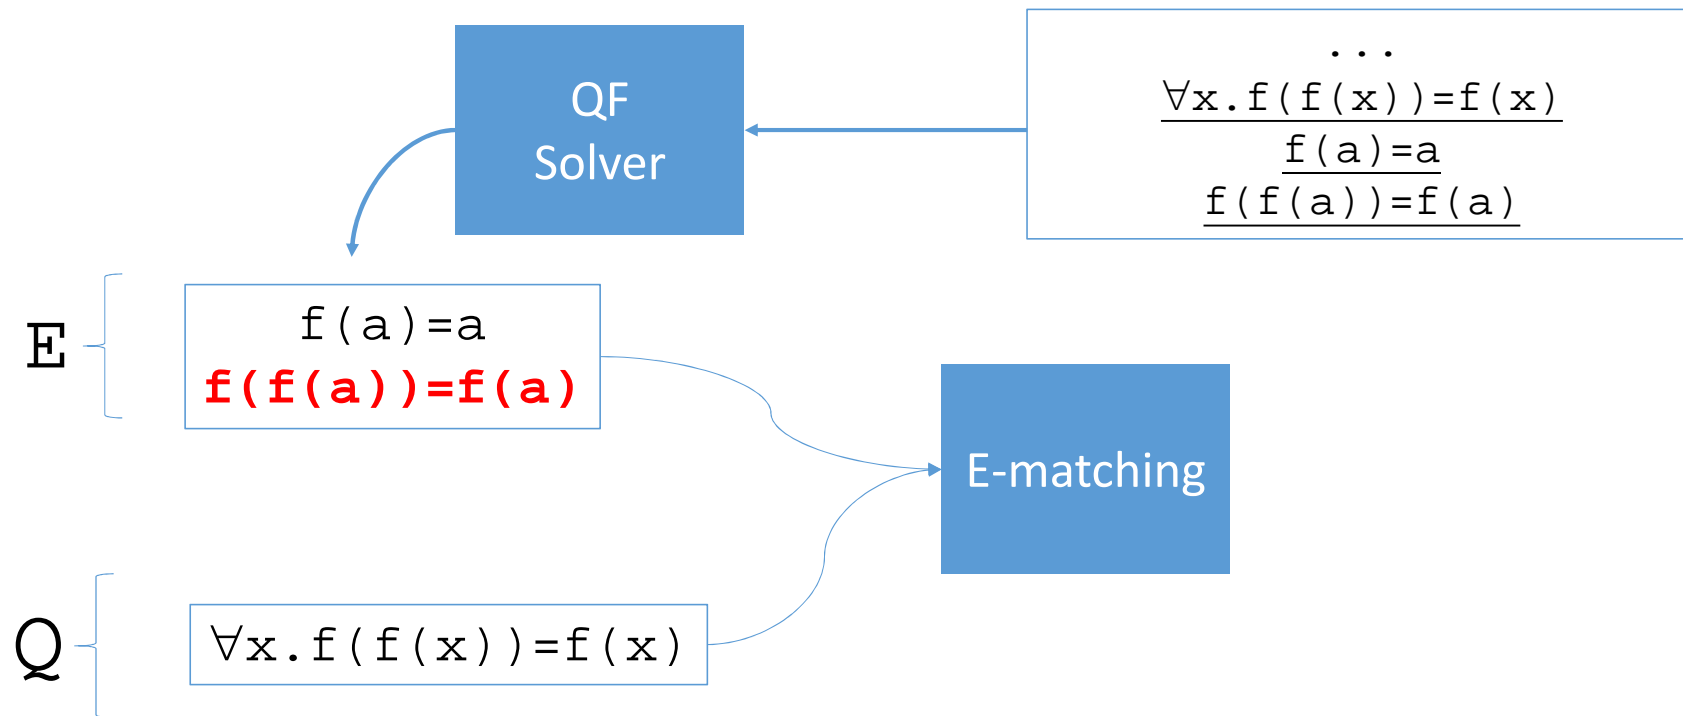 QF
Solver
...
∀x.f(f(x))=f(x)
f(a)=a
f(f(a))=f(a)
E
f(a)=a
f(f(a))=f(a)
E-matching
Q
∀x.f(f(x))=f(x)